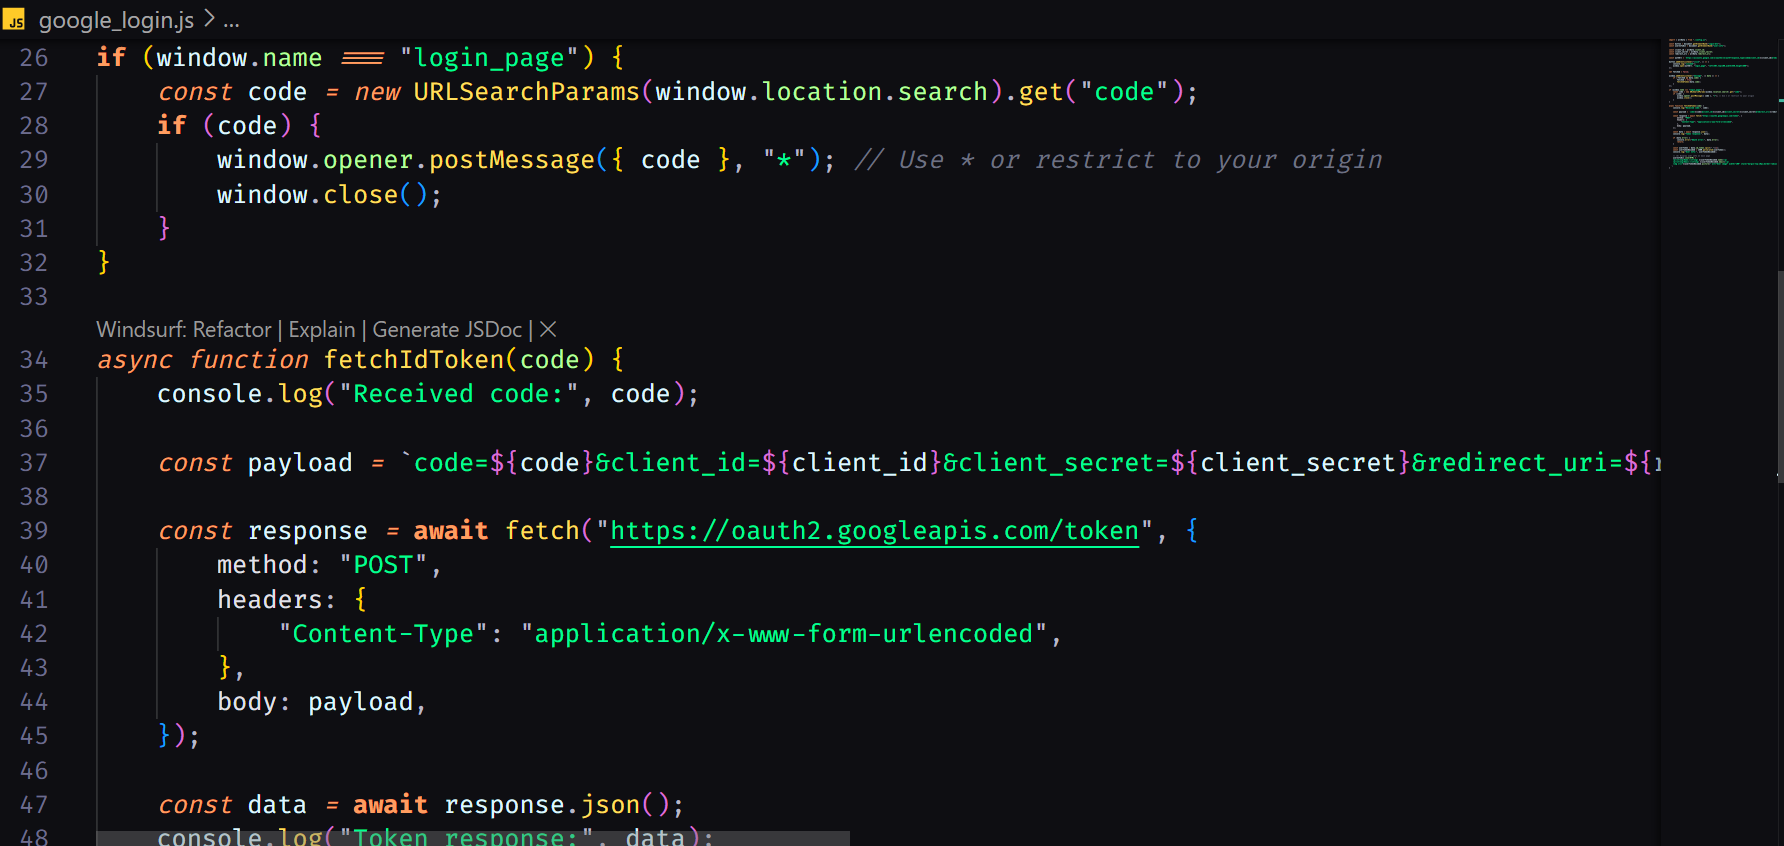 JS google_login.js > ...
26 if (window.name === "login_page") {
27 const code = new URLSearchParams(window.location.search).get("code");
28 if (code) {
29 window.opener.postMessage({ code }, "*"); // Use * or restrict to your origin
30 window.close();
31 }
32 }
33
Windsurf: Refactor | Explain | Generate JSDoc | ✕
34 async function fetchIdToken(code) {
35 console.log("Received code:", code);
36
37 const payload = `code=${code}&client_id=${client_id}&client_secret=${client_secret}&redirect_uri=${
38
39 const response = await fetch("https://oauth2.googleapis.com/token", {
40 method: "POST",
41 headers: {
42 "Content-Type": "application/x-www-form-urlencoded",
43 },
44 body: payload,
45 });
46
47 const data = await response.json();
48 console.log("Token response:", data);